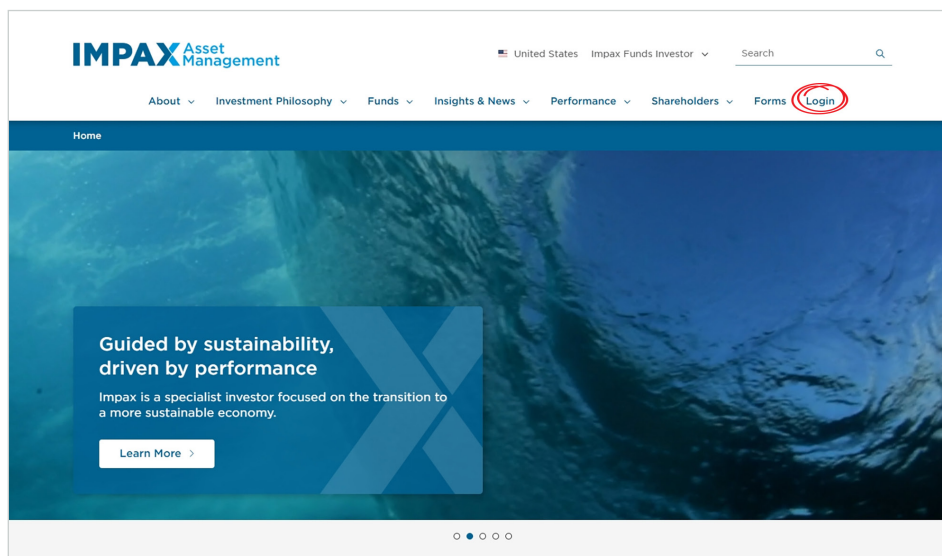 IMPAX Asset Management
United States Impax Funds Investor Search
About Investment Philosophy Funds Insights & News Performance Shareholders Forms Login
Home
Guided by sustainability,
driven by performance
Impax is a specialist investor focused on the transition to
a more sustainable economy.
Learn More